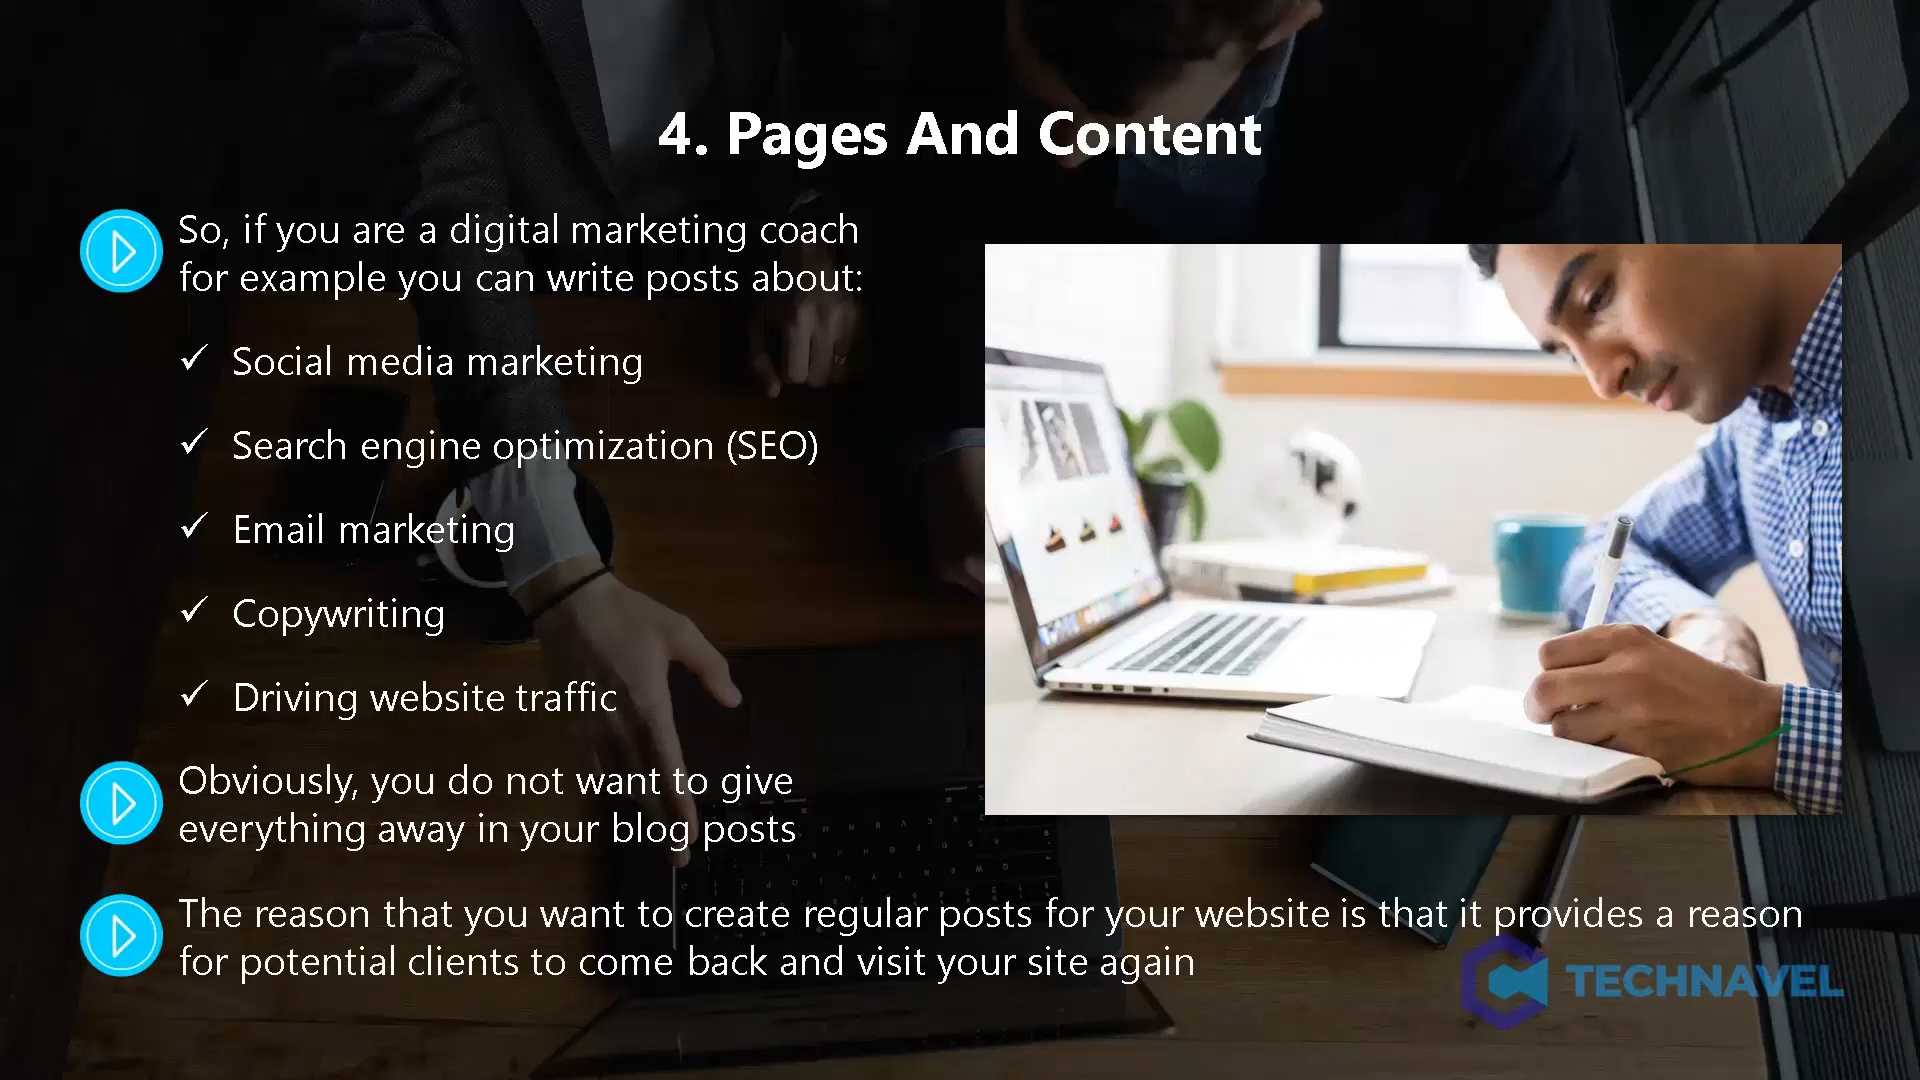 4. Pages And Content
So, if you are a digital marketing coach
for example you can write posts about:
✓ Social media marketing
✓ Search engine optimization (SEO)
✓ Email marketing
✓ Copywriting
✓ Driving website traffic
Obviously, you do not want to give
everything away in your blog posts
The reason that you want to create regular posts for your website is that it provides a reason
for potential clients to come back and visit your site again
TECHNAVEL